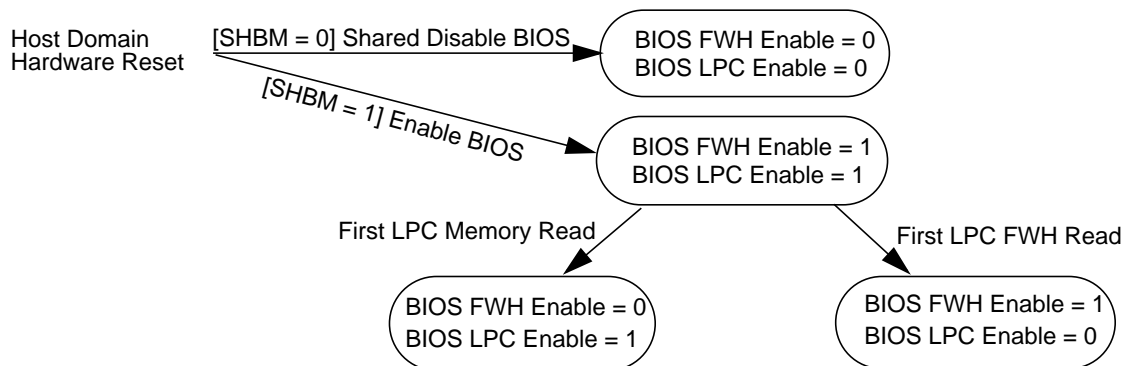 Host Domain
Hardware Reset
[SHBM = 0] Shared Disable BIOS
BIOS FWH Enable = 0
BIOS LPC Enable = 0
[SHBM = 1] Enable BIOS
BIOS FWH Enable = 1
BIOS LPC Enable = 1
First LPC Memory Read
First LPC FWH Read
BIOS FWH Enable = 0
BIOS LPC Enable = 1
BIOS FWH Enable = 1
BIOS LPC Enable = 0